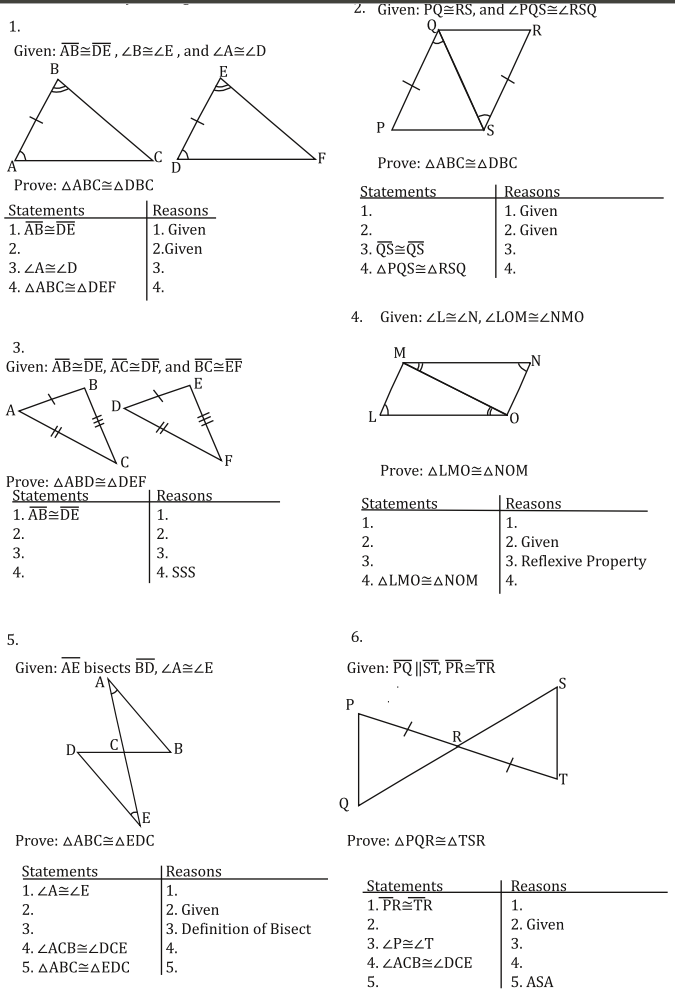 1.
Given: AB≅DE , ∠B≅∠E , and ∠A≅∠D
B
E
A
C
D
F
Prove: △ABC≅△DBC
Statements Reasons
1. AB≅DE 1. Given
2. 2.Given
3. ∠A≅∠D 3.
4. △ABC≅△DEF 4.
2. Given: PQ≅RS, and ∠PQS≅∠RSQ
Q
R
P
S
Prove: △ABC≅△DBC
Statements Reasons
1. 1. Given
2. 2. Given
3. QS≅QS 3.
4. △PQS≅△RSQ 4.
3.
Given: AB≅DE, AC≅DF, and BC≅EF
B
E
A
D
C
F
Prove: △ABD≅△DEF
Statements Reasons
1. AB≅DE 1.
2. 2.
3. 3.
4. 4. SSS
4. Given: ∠L≅∠N, ∠LOM≅∠NMO
M
N
L
O
Prove: △LMO≅△NOM
Statements Reasons
1. 1.
2. 2. Given
3. 3. Reflexive Property
4. △LMO≅△NOM 4.
5.
Given: AE bisects BD, ∠A≅∠E
A
D
C
B
E
Prove: △ABC≅△EDC
Statements Reasons
1. ∠A≅∠E 1.
2. 2. Given
3. 3. Definition of Bisect
4. ∠ACB≅∠DCE 4.
5. △ABC≅△EDC 5.
6.
Given: PQ∥ST, PR≅TR
S
P
R
T
Q
Prove: △PQR≅△TSR
Statements Reasons
1. PR≅TR 1.
2. 2. Given
3. ∠P≅∠T 3.
4. ∠ACB≅∠DCE 4.
5. 5. ASA